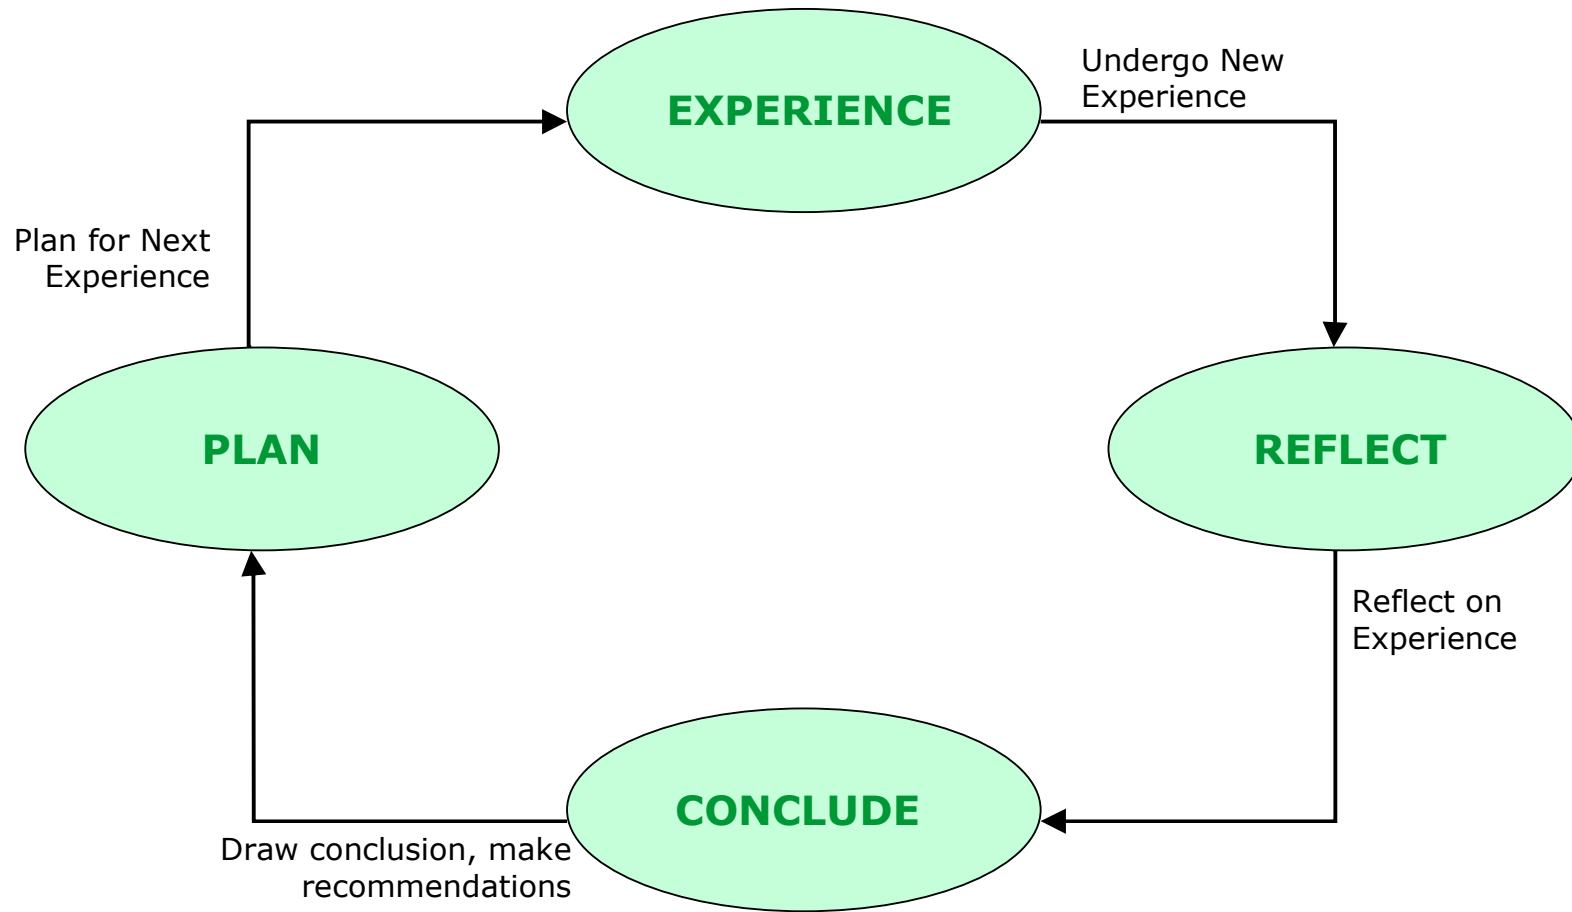 EXPERIENCE
Undergo New
Experience
Plan for Next
Experience
PLAN
REFLECT
Reflect on
Experience
CONCLUDE
Draw conclusion, make
recommendations